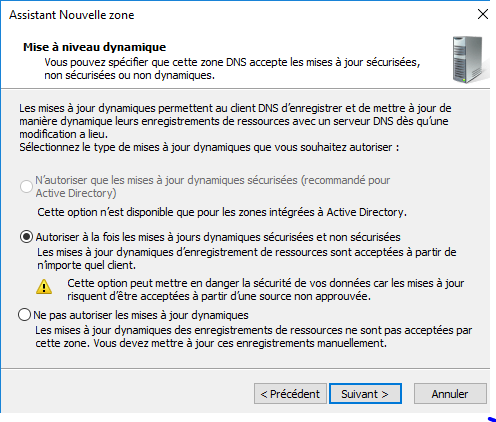 Assistant Nouvelle zone
Mise à niveau dynamique
Vous pouvez spécifier que cette zone DNS accepte les mises à jour sécurisées,
non sécurisées ou non dynamiques.
Les mises à jour dynamiques permettent au client DNS d'enregistrer et de mettre à jour de
manière dynamique leurs enregistrements de ressources avec un serveur DNS dès qu'une
modification a lieu.
Sélectionnez le type de mises à jour dynamiques que vous souhaitez autoriser :
N'autoriser que les mises à jour dynamiques sécurisées (recommandé pour
Active Directory)
Cette option n'est disponible que pour les zones intégrées à Active Directory.
Autoriser à la fois les mises à jours dynamiques sécurisées et non sécurisées
Les mises à jour dynamiques d'enregistrement de ressources sont acceptées à partir de
n'importe quel client.
Cette option peut mettre en danger la sécurité de vos données car les mises à jour
risquent d'être acceptées à partir d'une source non approuvée.
Ne pas autoriser les mises à jour dynamiques
Les mises à jour dynamiques des enregistrements de ressources ne sont pas acceptées par
cette zone. Vous devez mettre à jour ces enregistrements manuellement.
< Précédent Suivant > Annuler